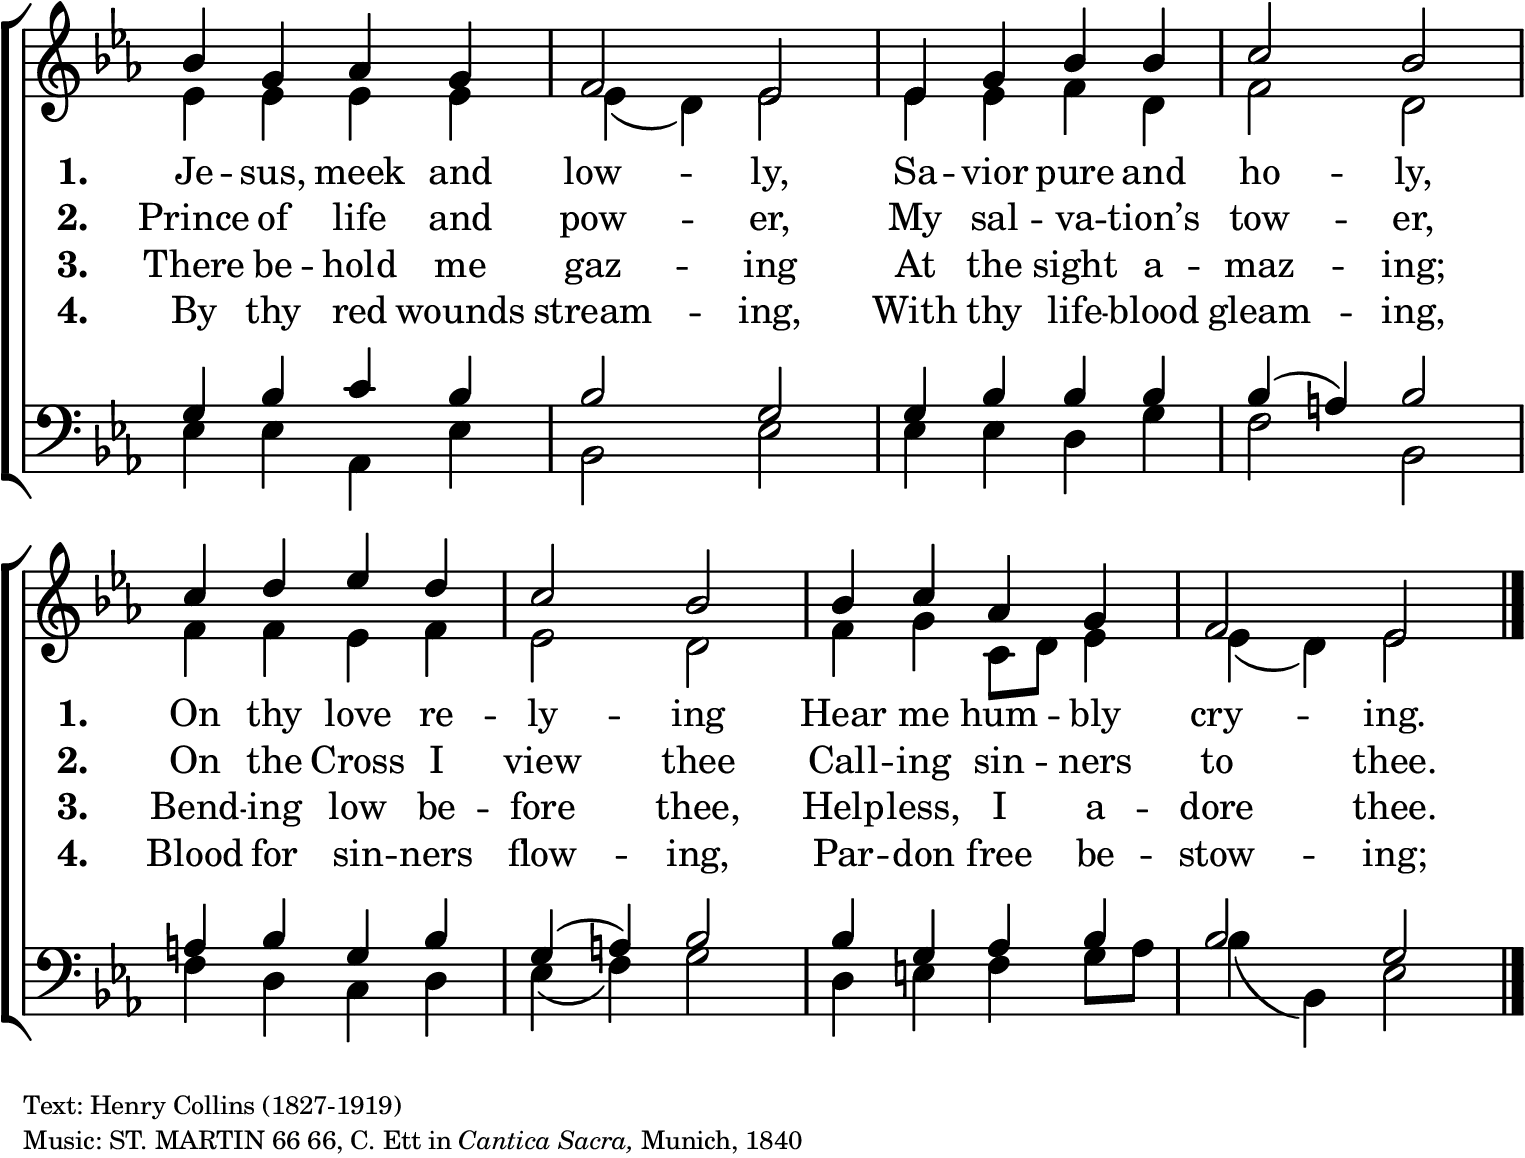 1. Je -- sus, meek and low -- ly, Sa -- vior pure and ho -- ly,
2. Prince of life and pow -- er, My sal -- va -- tion’s tow -- er,
3. There be -- hold me gaz -- ing At the sight a -- maz -- ing;
4. By thy red wounds stream -- ing, With thy life -- blood gleam -- ing,
1. On thy love re -- ly -- ing Hear me hum -- bly cry -- ing.
2. On the Cross I view thee Call -- ing sin -- ners to thee.
3. Bend -- ing low be -- fore thee, Helpless, I a -- dore thee.
4. Blood for sin -- ners flow -- ing, Par -- don free be -- stow -- ing;
Text: Henry Collins (1827-1919)
Music: ST. MARTIN 66 66, C. Ett in Cantica Sacra, Munich, 1840